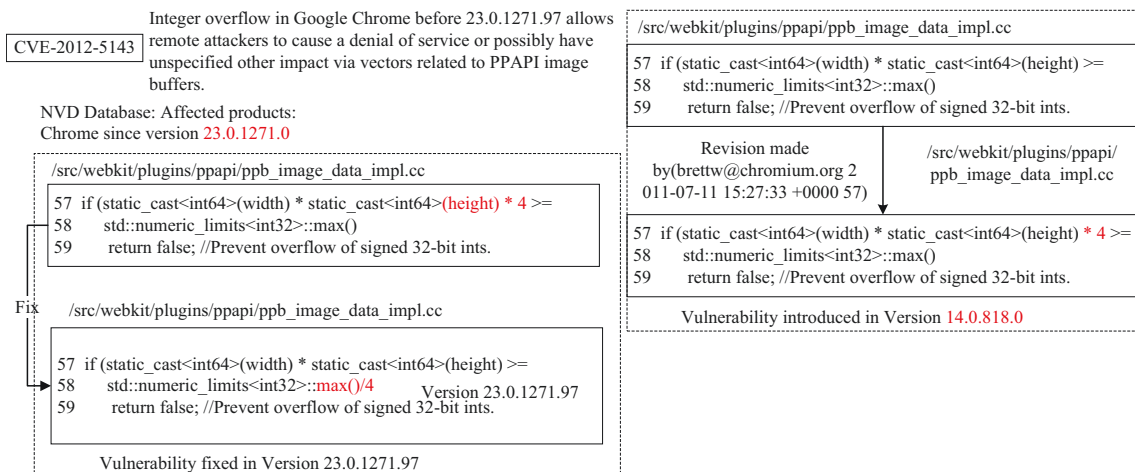 CVE-2012-5143
Integer overflow in Google Chrome before 23.0.1271.97 allows
remote attackers to cause a denial of service or possibly have
unspecified other impact via vectors related to PPAPI image
buffers.
NVD Database: Affected products:
Chrome since version 23.0.1271.0
/src/webkit/plugins/ppapi/ppb_image_data_impl.cc
57 if (static_cast<int64>(width) * static_cast<int64>(height) * 4 >=
58 std::numeric_limits<int32>::max()
59 return false; //Prevent overflow of signed 32-bit ints.
Fix
/src/webkit/plugins/ppapi/ppb_image_data_impl.cc
57 if (static_cast<int64>(width) * static_cast<int64>(height) >=
58 std::numeric_limits<int32>::max()/4
59 return false; //Prevent overflow of signed 32-bit ints.
Version 23.0.1271.97
Vulnerability fixed in Version 23.0.1271.97
/src/webkit/plugins/ppapi/ppb_image_data_impl.cc
57 if (static_cast<int64>(width) * static_cast<int64>(height) >=
58 std::numeric_limits<int32>::max()
59 return false; //Prevent overflow of signed 32-bit ints.
Revision made
by(brettw@chromium.org 2
011-07-11 15:27:33 +0000 57)
/src/webkit/plugins/ppapi/
ppb_image_data_impl.cc
57 if (static_cast<int64>(width) * static_cast<int64>(height) * 4 >=
58 std::numeric_limits<int32>::max()
59 return false; //Prevent overflow of signed 32-bit ints.
Vulnerability introduced in Version 14.0.818.0